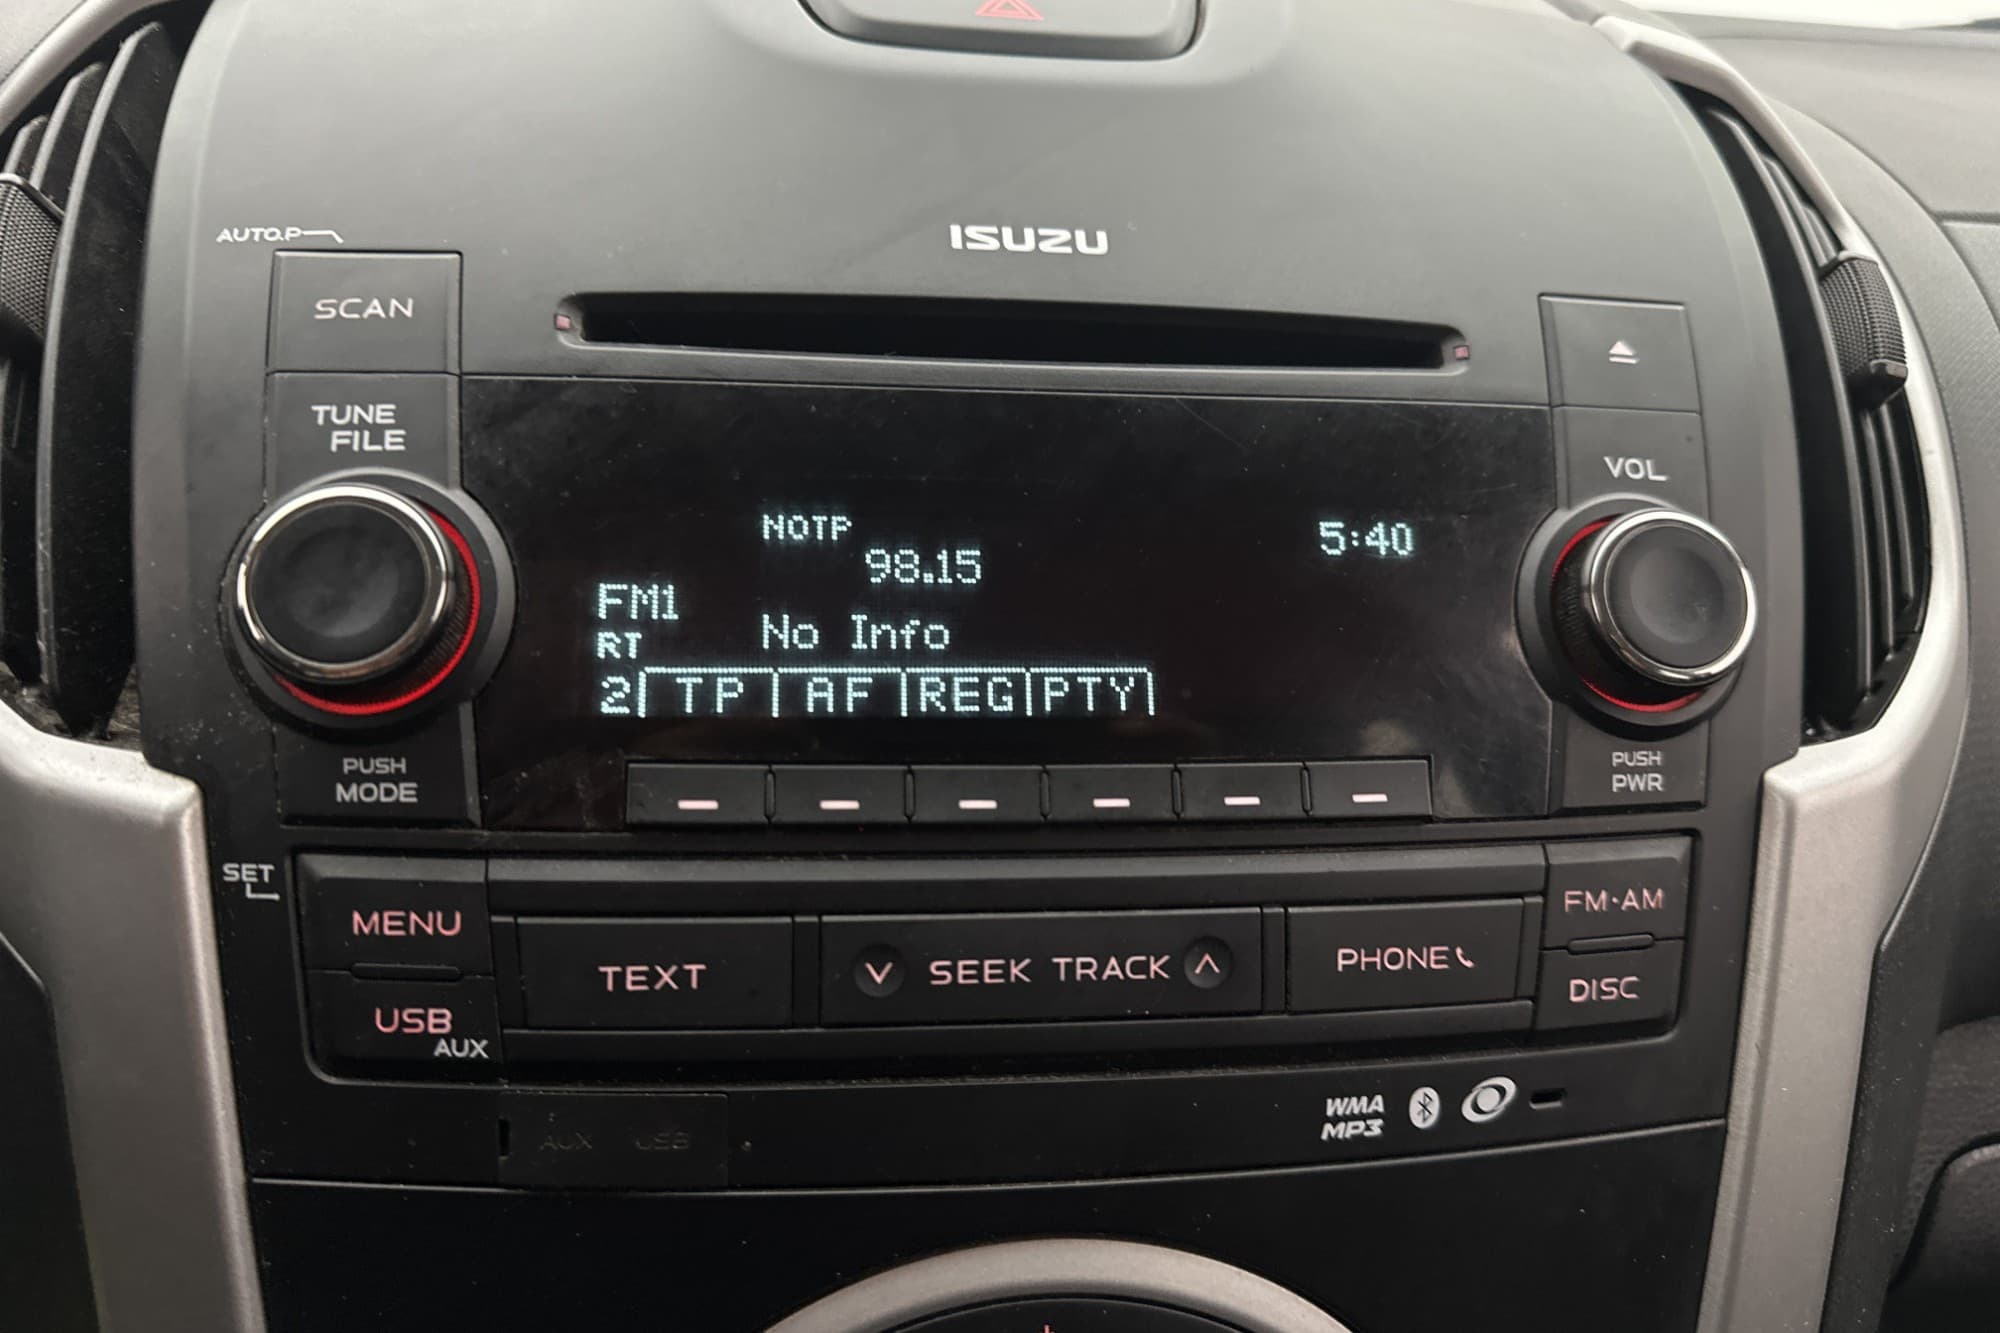 ISUZU
AUTO.P
SCAN
TUNE
FILE
VOL
NOTP
5:40
98.15
FM1
No Info
RT
2 TP AF REG PTY
PUSH
MODE
PUSH
PWR
SET
MENU
FM·AM
TEXT
SEEK TRACK
PHONE
DISC
USB
AUX
WMA
MP3
AUX USB